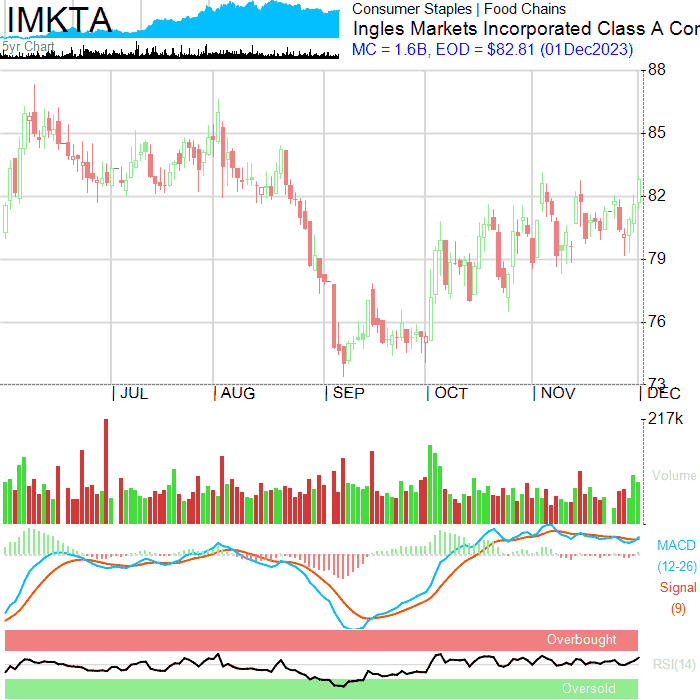 IMKTA
5yr Chart
Consumer Staples | Food Chains
Ingles Markets Incorporated Class A Con
MC = 1.6B, EOD = $82.81 (01Dec2023)
88
85
82
79
76
73
JUL
AUG
SEP
OCT
NOV
DEC
217k
Volume
MACD
(12-26)
Signal
(9)
Overbought
RSI(14)
Oversold